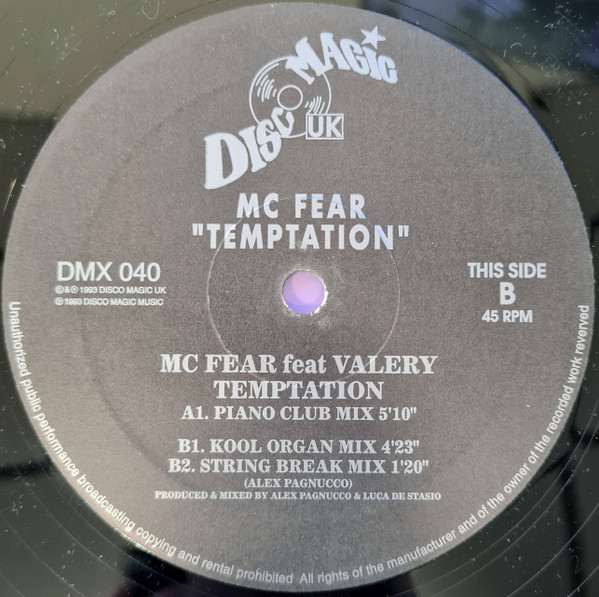 DISCO MAGIC
UK
MC FEAR
"TEMPTATION"
DMX 040
©&℗ 1993 DISCO MAGIC UK
℗ 1993 DISCO MAGIC MUSIC
THIS SIDE
B
45 RPM
MC FEAR feat VALERY
TEMPTATION
A1. PIANO CLUB MIX 5'10"
B1. KOOL ORGAN MIX 4'23"
B2. STRING BREAK MIX 1'20"
(ALEX PAGNUCCO)
PRODUCED & MIXED BY ALEX PAGNUCCO & LUCA DE STASIO
Unauthorized public performance broadcasting copying and rental prohibited All rights of the manufacturer and of the owner of the recorded work reverved